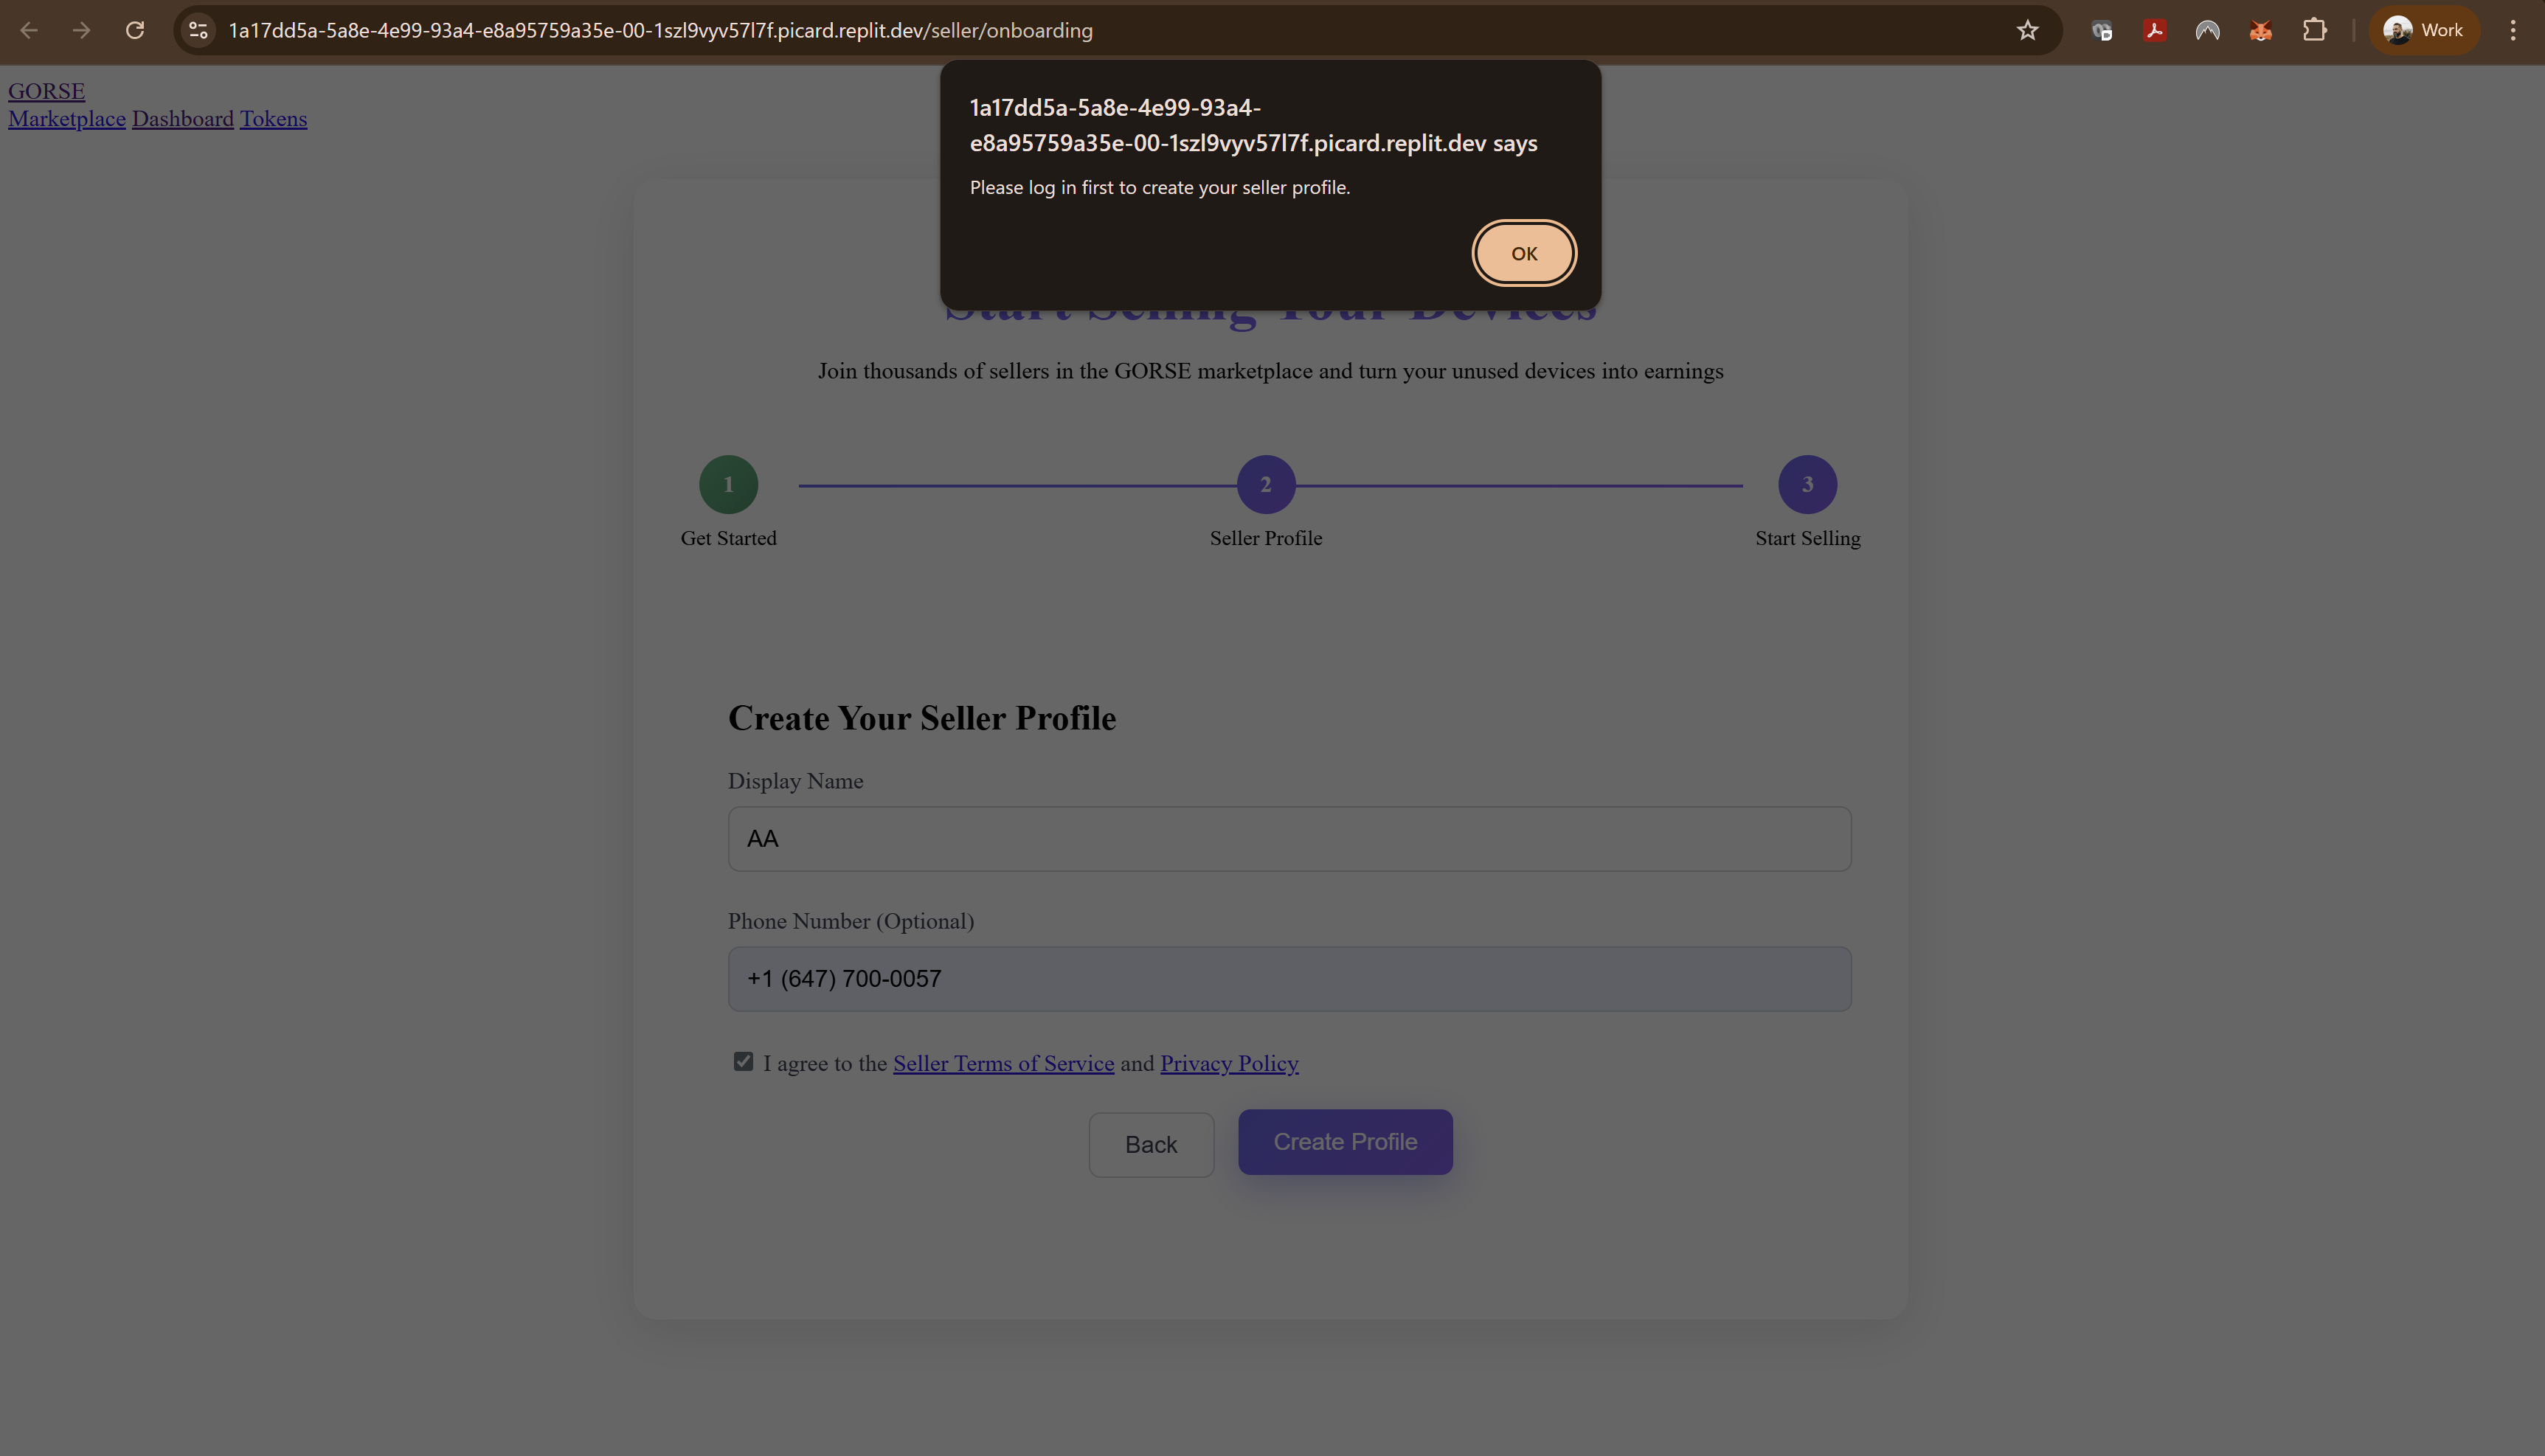 1a17dd5a-5a8e-4e99-93a4-e8a95759a35e-00-1szl9vyv57l7f.picard.replit.dev/seller/onboarding
Work
GORSE
Marketplace Dashboard Tokens
1a17dd5a-5a8e-4e99-93a4-
e8a95759a35e-00-1szl9vyv57l7f.picard.replit.dev says
Please log in first to create your seller profile.
OK
Start Selling Your Devices
Join thousands of sellers in the GORSE marketplace and turn your unused devices into earnings
1
2
3
Get Started
Seller Profile
Start Selling
Create Your Seller Profile
Display Name
AA
Phone Number (Optional)
+1 (647) 700-0057
I agree to the Seller Terms of Service and Privacy Policy
Back
Create Profile